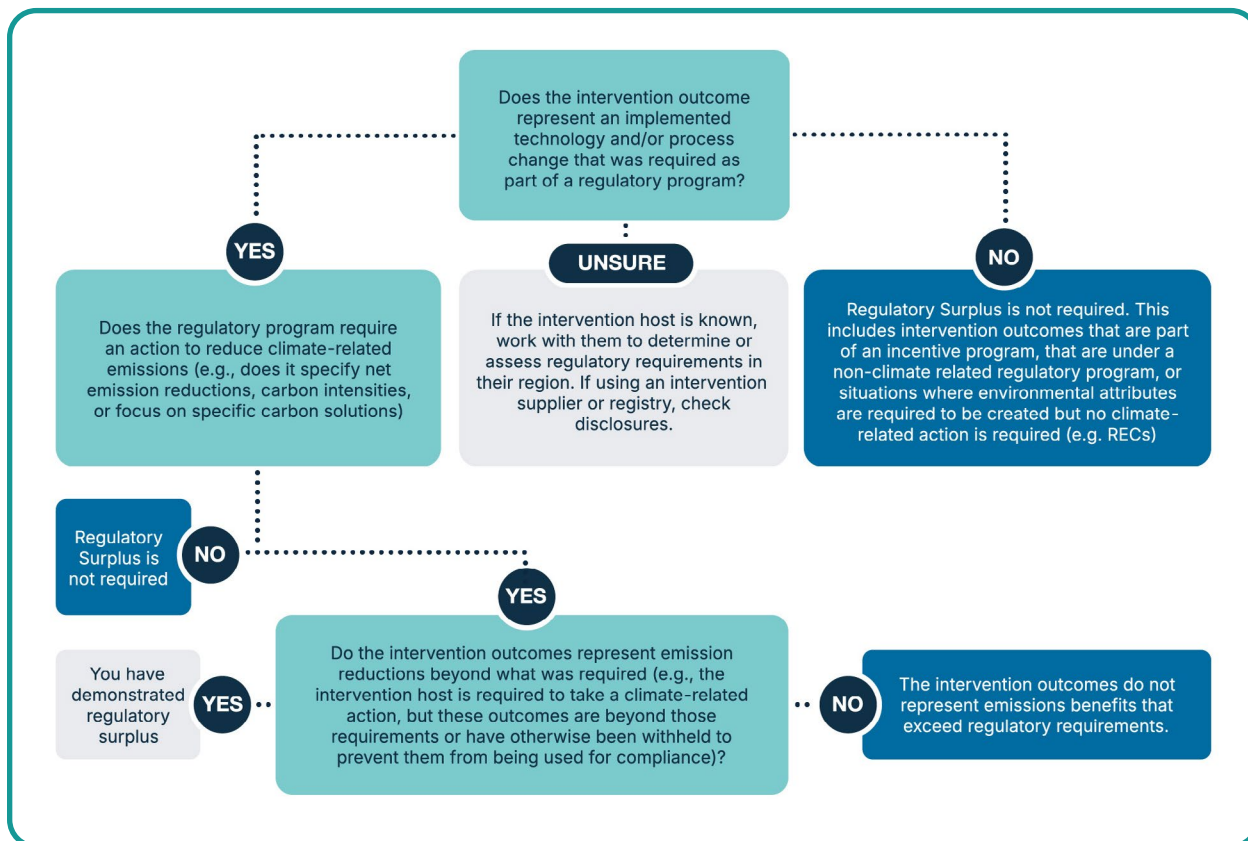 Does the intervention outcome
represent an implemented
technology and/or process
change that was required as
part of a regulatory program?
YES
UNSURE
NO
Does the regulatory program require
an action to reduce climate-related
emissions (e.g., does it specify net
emission reductions, carbon intensities,
or focus on specific carbon solutions)
If the intervention host is known,
work with them to determine or
assess regulatory requirements in
their region. If using an intervention
supplier or registry, check
disclosures.
Regulatory Surplus is not required. This
includes intervention outcomes that are part
of an incentive program, that are under a
non-climate related regulatory program, or
situations where environmental attributes
are required to be created but no climate-
related action is required (e.g. RECs)
Regulatory
Surplus is
not required
NO
YES
You have
demonstrated
regulatory
surplus
YES
Do the intervention outcomes represent emission
reductions beyond what was required (e.g., the
intervention host is required to take a climate-related
action, but these outcomes are beyond those
requirements or have otherwise been withheld to
prevent them from being used for compliance)?
NO
The intervention outcomes do not
represent emissions benefits that
exceed regulatory requirements.